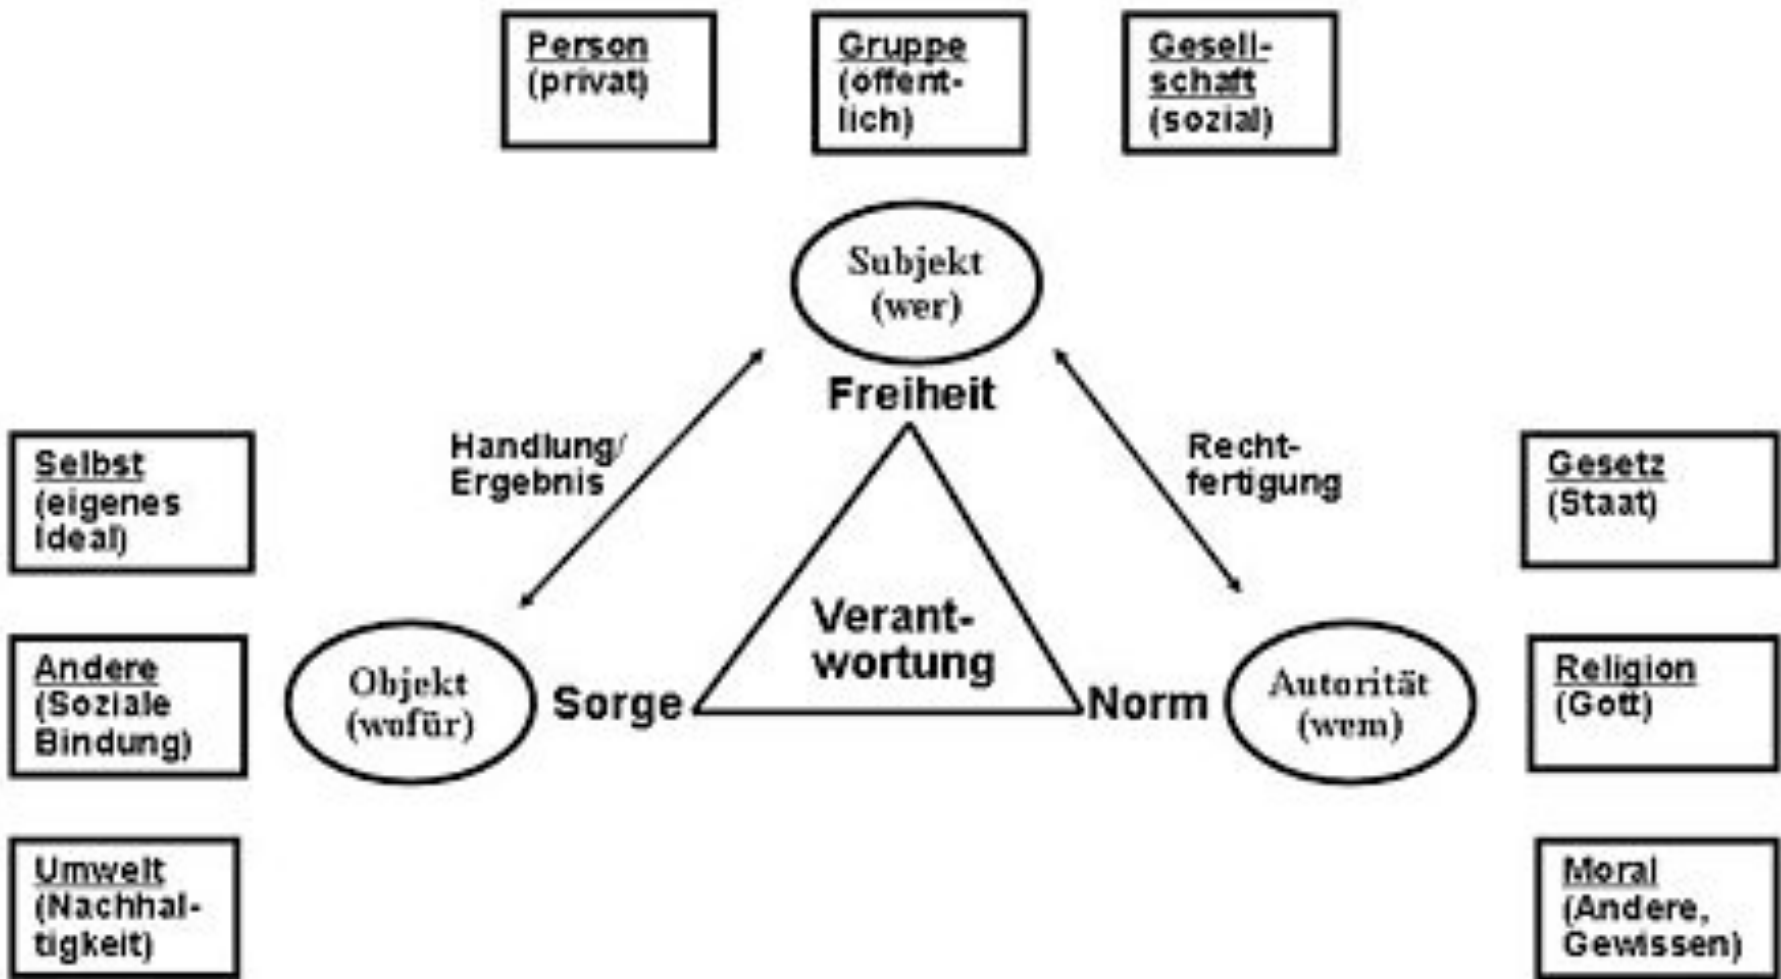 Person
(privat)
Gruppe
(öffent-
lich)
Gesell-
schaft
(sozial)
Subjekt
(wer)
Freiheit
Handlung/
Ergebnis
Recht-
fertigung
Selbst
(eigenes
Ideal)
Gesetz
(Staat)
Verant-
wortung
Andere
(Soziale
Bindung)
Objekt
(wofür)
Sorge
Norm
Autorität
(wem)
Religion
(Gott)
Umwelt
(Nachhal-
tigkeit)
Moral
(Andere,
Gewissen)